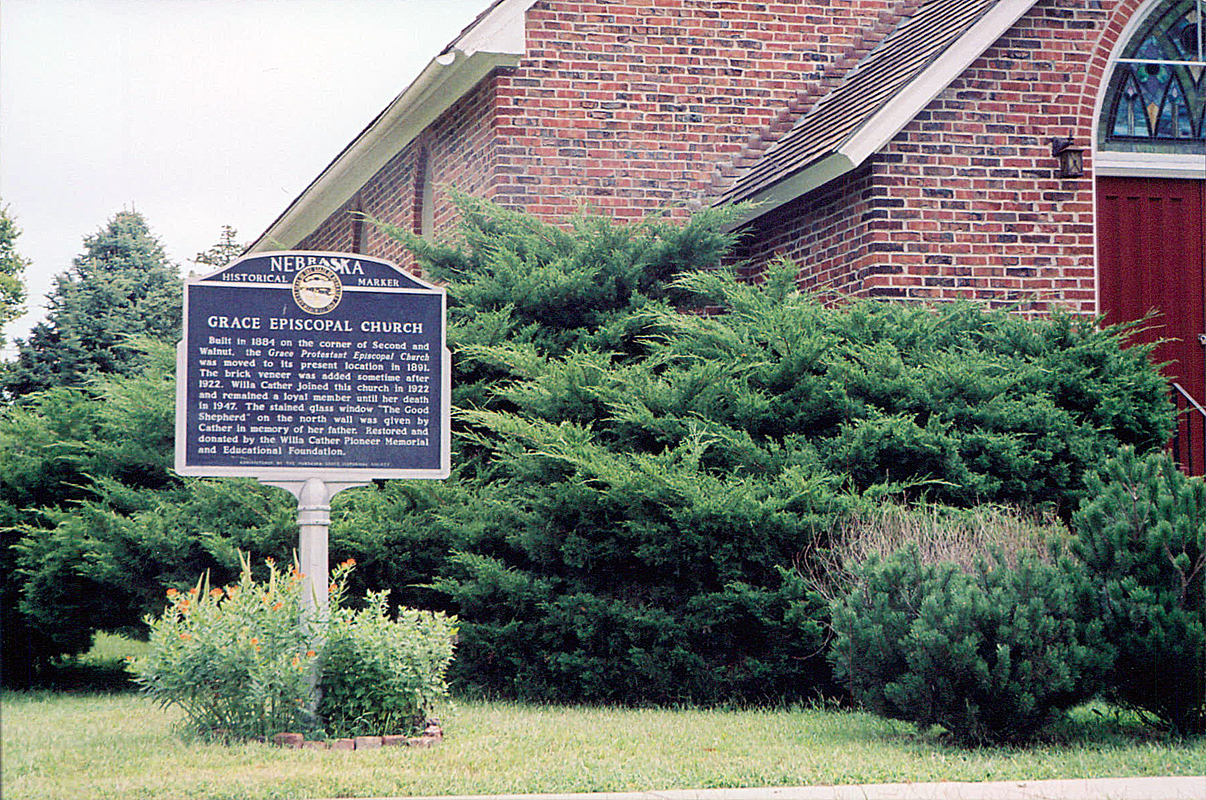 NEBRASKA
HISTORICAL MARKER
GRACE EPISCOPAL CHURCH
Built in 1884 on the corner of Second and
Walnut, the Grace Protestant Episcopal Church
was moved to its present location in 1891.
The brick veneer was added sometime after
1922. Willa Cather joined this church in 1922
and remained a loyal member until her death
in 1947. The stained glass window "The Good
Shepherd" on the north wall was given by
Cather in memory of her father. Restored and
donated by the Willa Cather Pioneer Memorial
and Educational Foundation.